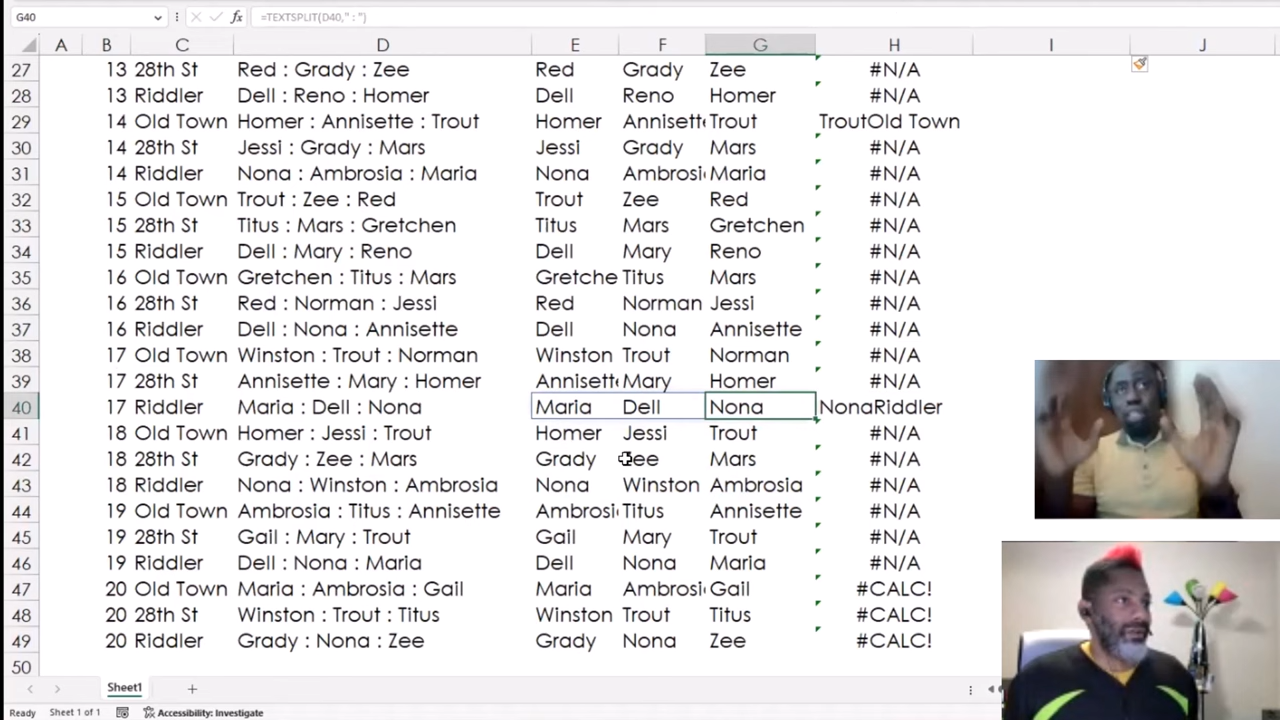 G40 fx =TEXTSPLIT(D40," : ")
A B C D E F G H I J
27 13 28th St Red : Grady : Zee Red Grady Zee #N/A
28 13 Riddler Dell : Reno : Homer Dell Reno Homer #N/A
29 14 Old Town Homer : Annisette : Trout Homer Annisett Trout TroutOld Town
30 14 28th St Jessi : Grady : Mars Jessi Grady Mars #N/A
31 14 Riddler Nona : Ambrosia : Maria Nona Ambrosi Maria #N/A
32 15 Old Town Trout : Zee : Red Trout Zee Red #N/A
33 15 28th St Titus : Mars : Gretchen Titus Mars Gretchen #N/A
34 15 Riddler Dell : Mary : Reno Dell Mary Reno #N/A
35 16 Old Town Gretchen : Titus : Mars Gretche Titus Mars #N/A
36 16 28th St Red : Norman : Jessi Red Norman Jessi #N/A
37 16 Riddler Dell : Nona : Annisette Dell Nona Annisette #N/A
38 17 Old Town Winston : Trout : Norman Winston Trout Norman #N/A
39 17 28th St Annisette : Mary : Homer Annisett Mary Homer #N/A
40 17 Riddler Maria : Dell : Nona Maria Dell Nona NonaRiddler
41 18 Old Town Homer : Jessi : Trout Homer Jessi Trout #N/A
42 18 28th St Grady : Zee : Mars Grady Zee Mars #N/A
43 18 Riddler Nona : Winston : Ambrosia Nona Winston Ambrosia #N/A
44 19 Old Town Ambrosia : Titus : Annisette Ambrosi Titus Annisette #N/A
45 19 28th St Gail : Mary : Trout Gail Mary Trout #N/A
46 19 Riddler Dell : Nona : Maria Dell Nona Maria #N/A
47 20 Old Town Maria : Ambrosia : Gail Maria Ambrosi Gail #CALC!
48 20 28th St Winston : Trout : Titus Winston Trout Titus #CALC!
49 20 Riddler Grady : Nona : Zee Grady Nona Zee #CALC!
50
Sheet1
Ready Sheet 1 of 1 Accessibility: Investigate